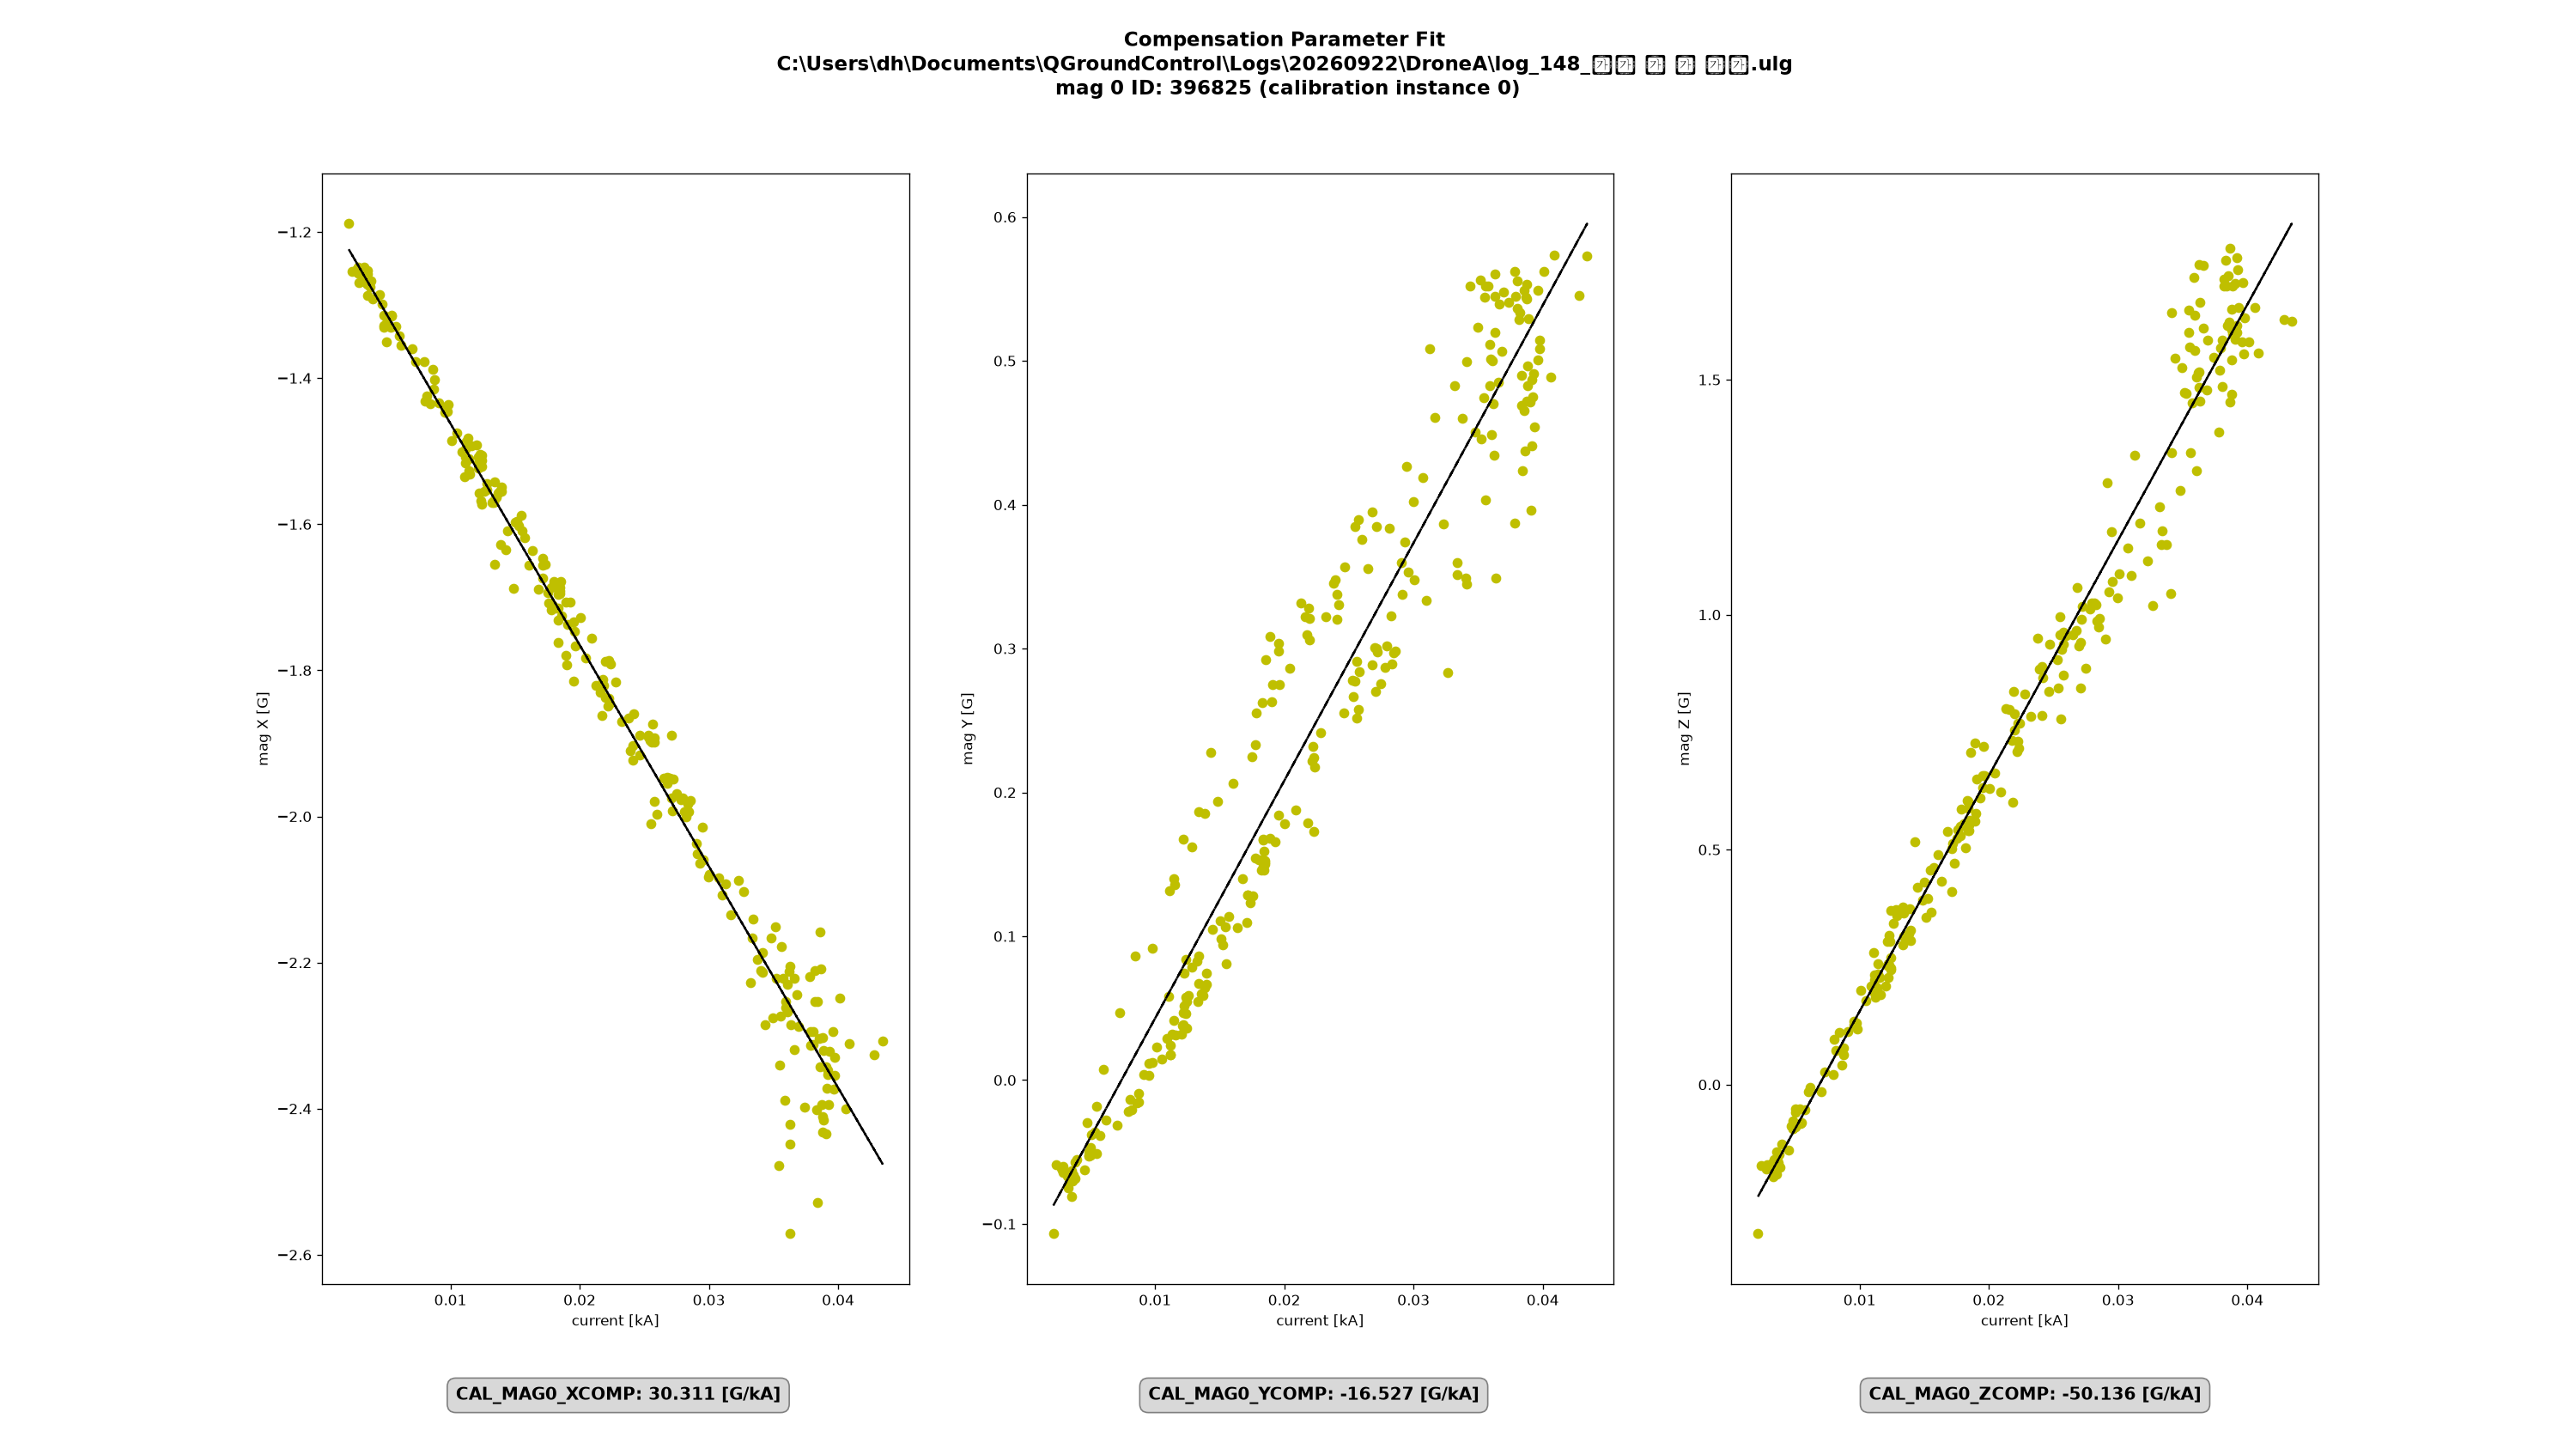 Compensation Parameter Fit
C:\Users\dh\Documents\QGroundControl\Logs\20260922\DroneA\log_148_ .ulg
mag 0 ID: 396825 (calibration instance 0)
−1.2
−1.4
−1.6
−1.8
−2.0
−2.2
−2.4
−2.6
mag X [G]
0.01 0.02 0.03 0.04
current [kA]
0.6
0.5
0.4
0.3
0.2
0.1
0.0
−0.1
mag Y [G]
0.01 0.02 0.03 0.04
current [kA]
1.5
1.0
0.5
0.0
mag Z [G]
0.01 0.02 0.03 0.04
current [kA]
CAL_MAG0_XCOMP: 30.311 [G/kA]
CAL_MAG0_YCOMP: -16.527 [G/kA]
CAL_MAG0_ZCOMP: -50.136 [G/kA]